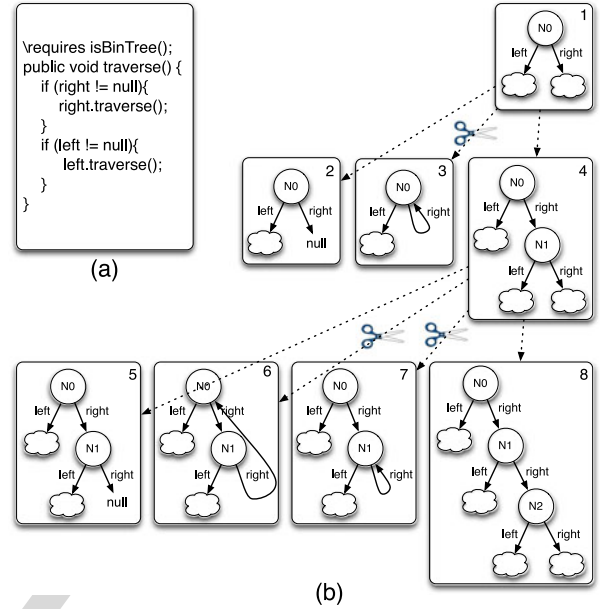 \requires isBinTree();
public void traverse() {
if (right != null){
right.traverse();
}
if (left != null){
left.traverse();
}
}
(a)
1
N0
left right
2
N0
left right
null
3
N0
left right
4
N0
left right
N1
left right
5
N0
left right
N1
left right
null
6
N0
left right
N1
left right
7
N0
left right
N1
left right
8
N0
left right
N1
left right
N2
left right
(b)